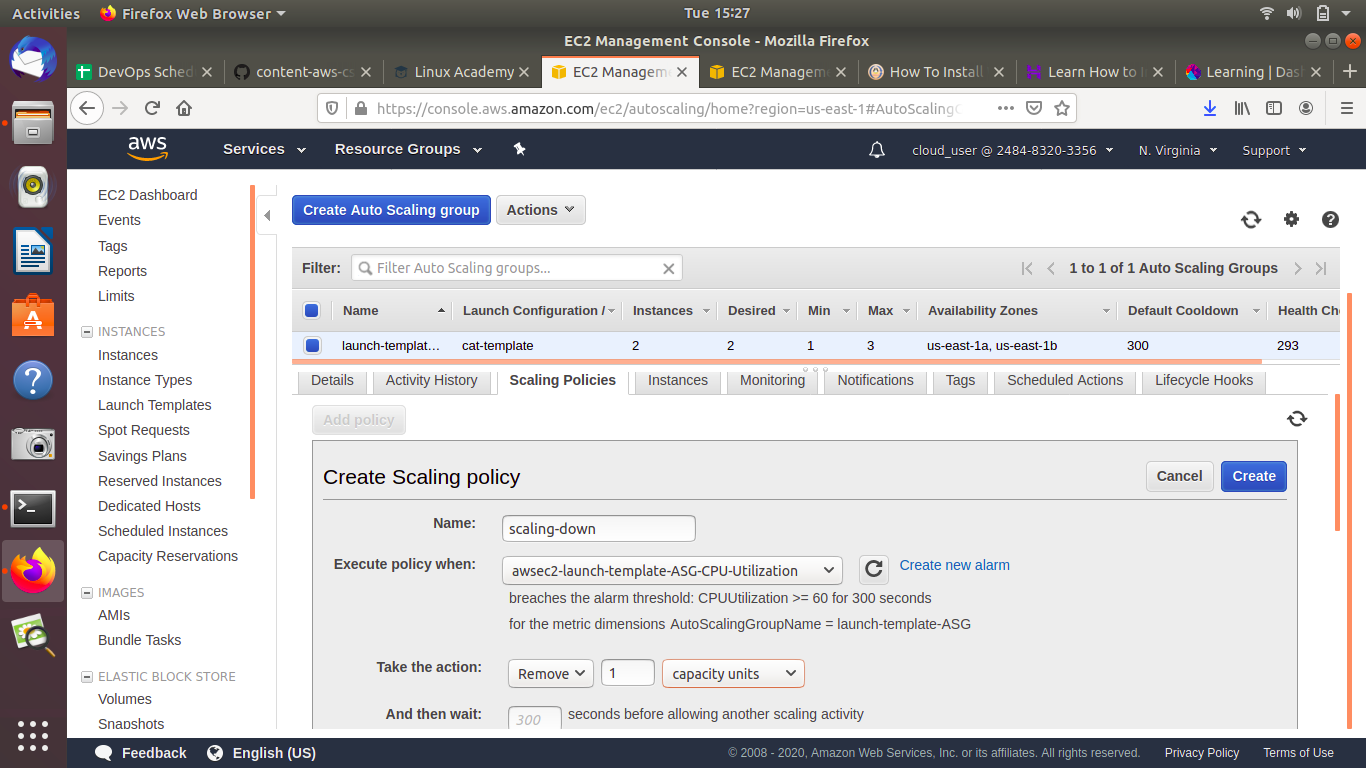 Activities Firefox Web Browser Tue 15:27
EC2 Management Console - Mozilla Firefox
DevOps Sched content-aws-cs Linux Academy EC2 Managem EC2 Managem How To Install Learn How to Dash
https://console.aws.amazon.com/ec2/autoscaling/home?region=us-east-1#AutoScaling
aws Services Resource Groups cloud_user @ 2484-8320-3356 N. Virginia Support
EC2 Dashboard
Events
Tags
Reports
Limits
INSTANCES
Instances
Instance Types
Launch Templates
Spot Requests
Savings Plans
Reserved Instances
Dedicated Hosts
Scheduled Instances
Capacity Reservations
IMAGES
AMIs
Bundle Tasks
ELASTIC BLOCK STORE
Volumes
Snapshots
Create Auto Scaling group Actions
Filter: Filter Auto Scaling groups... 1 to 1 of 1 Auto Scaling Groups
Name Launch Configuration / Instances Desired Min Max Availability Zones Default Cooldown Health Che
launch-templat... cat-template 2 2 1 3 us-east-1a, us-east-1b 300 293
Details Activity History Scaling Policies Instances Monitoring Notifications Tags Scheduled Actions Lifecycle Hooks
Add policy
Create Scaling policy Cancel Create
Name: scaling-down
Execute policy when: awsec2-launch-template-ASG-CPU-Utilization Create new alarm
breaches the alarm threshold: CPUUtilization >= 60 for 300 seconds
for the metric dimensions AutoScalingGroupName = launch-template-ASG
Take the action: Remove 1 capacity units
And then wait: 300 seconds before allowing another scaling activity
Feedback English (US) © 2008 - 2020, Amazon Web Services, Inc. or its affiliates. All rights reserved. Privacy Policy Terms of Use